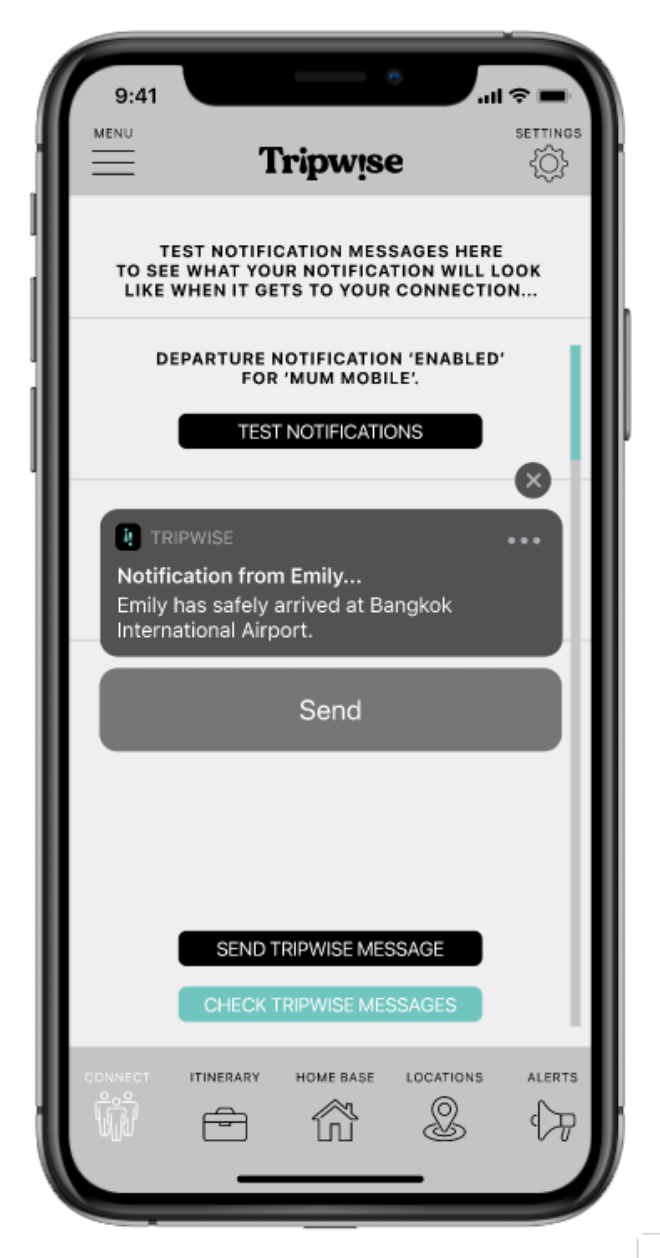 9:41
MENU
Tripwise
SETTINGS
TEST NOTIFICATION MESSAGES HERE
TO SEE WHAT YOUR NOTIFICATION WILL LOOK
LIKE WHEN IT GETS TO YOUR CONNECTION...
DEPARTURE NOTIFICATION ‘ENABLED’
FOR ‘MUM MOBILE’.
TEST NOTIFICATIONS
TRIPWISE
Notification from Emily...
Emily has safely arrived at Bangkok
International Airport.
Send
SEND TRIPWISE MESSAGE
CHECK TRIPWISE MESSAGES
CONNECT
ITINERARY
HOME BASE
LOCATIONS
ALERTS